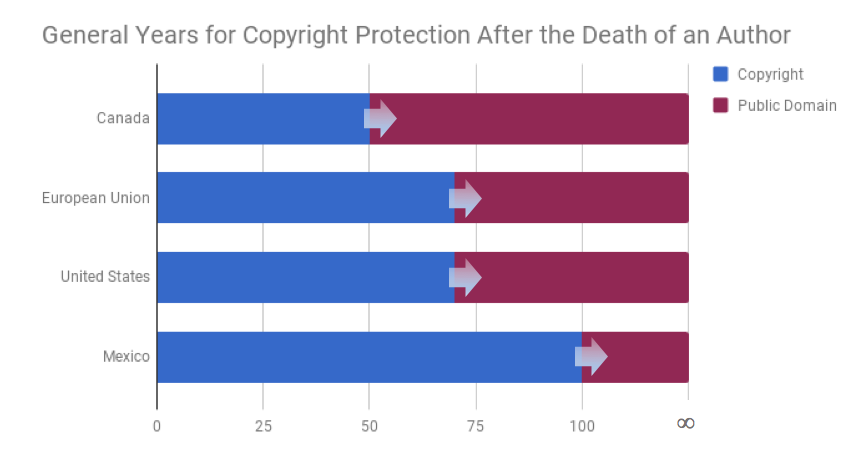 General Years for Copyright Protection After the Death of an Author
Copyright
Public Domain
Canada
European Union
United States
Mexico
0 25 50 75 100 ∞